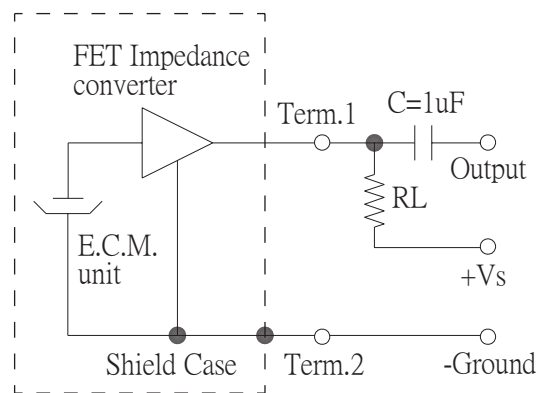 FET Impedance
converter
Term.1
C=1uF
Output
RL
E.C.M.
unit
+Vs
Shield Case
Term.2
-Ground